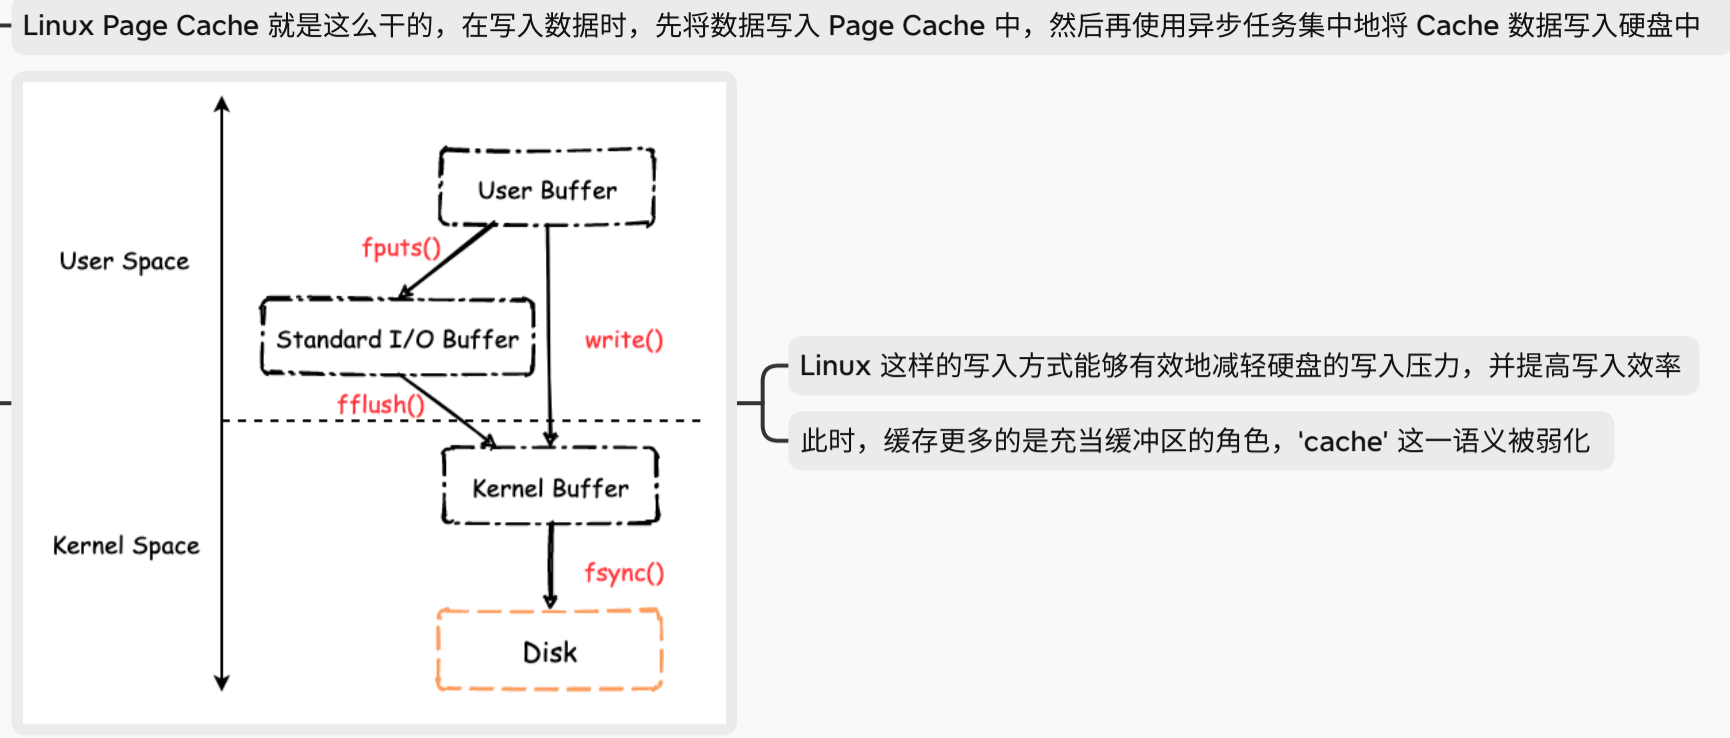 Linux Page Cache 就是这么干的，在写入数据时，先将数据写入 Page Cache 中，然后再使用异步任务集中地将 Cache 数据写入硬盘中
User Buffer
fputs()
User Space
Standard I/O Buffer
write()
fflush()
Kernel Buffer
Kernel Space
fsync()
Disk
Linux 这样的写入方式能够有效地减轻硬盘的写入压力，并提高写入效率
此时，缓存更多的是充当缓冲区的角色，'cache' 这一语义被弱化